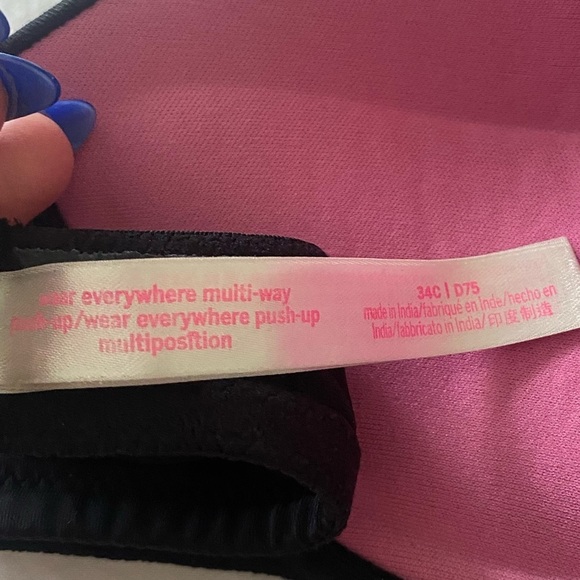 wear everywhere multi-way
push-up/wear everywhere push-up
multiposition
34C | D75
made in India/fabriqué en Inde/hecho en
India/fabbricato in India/印度制造